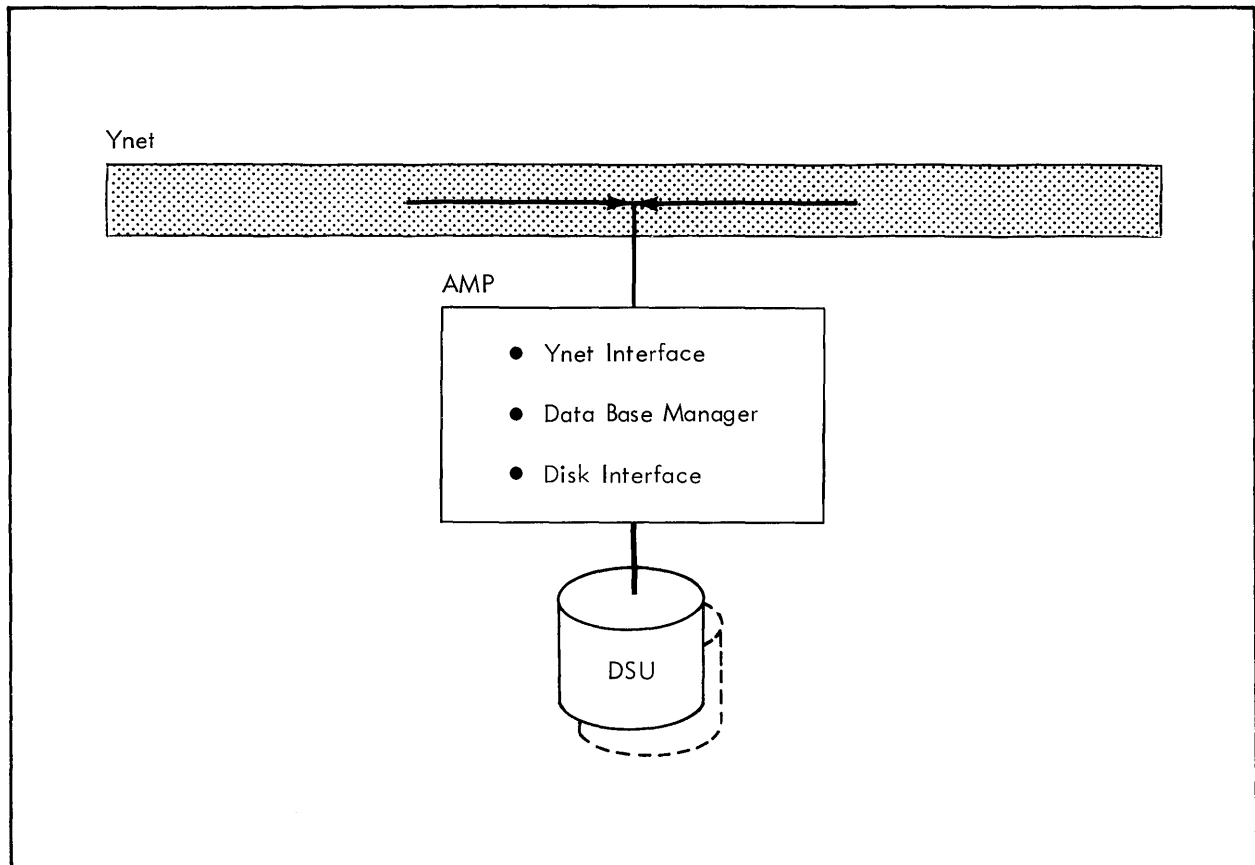 Ynet
AMP
● Ynet Interface
● Data Base Manager
● Disk Interface
DSU